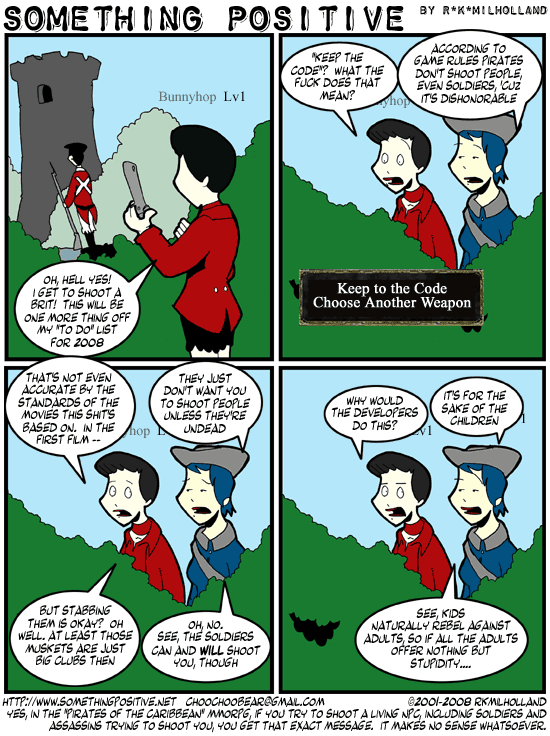 SOMETHING POSITIVE BY R*K*MILHOLLAND
Bunnyhop Lv1
OH, HELL YES!
I GET TO SHOOT A
BRIT! THIS WILL BE
ONE MORE THING OFF
MY "TO DO" LIST
FOR 2008
"KEEP THE
CODE"? WHAT THE
FUCK DOES THAT
MEAN?
ACCORDING TO
GAME RULES PIRATES
DON'T SHOOT PEOPLE,
EVEN SOLDIERS, 'CUZ
IT'S DISHONORABLE
yhop
Keep to the Code
Choose Another Weapon
THAT'S NOT EVEN
ACCURATE BY THE
STANDARDS OF THE
MOVIES THIS SHIT'S
BASED ON. IN THE
FIRST FILM --
THEY JUST
DON'T WANT YOU
TO SHOOT PEOPLE
UNLESS THEY'RE
UNDEAD
yhop L
BUT STABBING
THEM IS OKAY? OH
WELL. AT LEAST THOSE
MUSKETS ARE JUST
BIG CLUBS THEN
OH, NO.
SEE, THE SOLDIERS
CAN AND WILL SHOOT
YOU, THOUGH
WHY WOULD
THE DEVELOPERS
DO THIS?
IT'S FOR THE
SAKE OF THE
CHILDREN
v1
1
SEE, KIDS
NATURALLY REBEL AGAINST
ADULTS, SO IF ALL THE ADULTS
OFFER NOTHING BUT
STUPIDITY....
HTTP://WWW.SOMETHINGPOSITIVE.NET CHOOCHOOBEAR@GMAIL.COM ©2001-2008 RKMILHOLLAND
YES, IN THE "PIRATES OF THE CARIBBEAN" MMORPG, IF YOU TRY TO SHOOT A LIVING NPC, INCLUDING SOLDIERS AND
ASSASSINS TRYING TO SHOOT YOU, YOU GET THAT EXACT MESSAGE. IT MAKES NO SENSE WHATSOEVER.